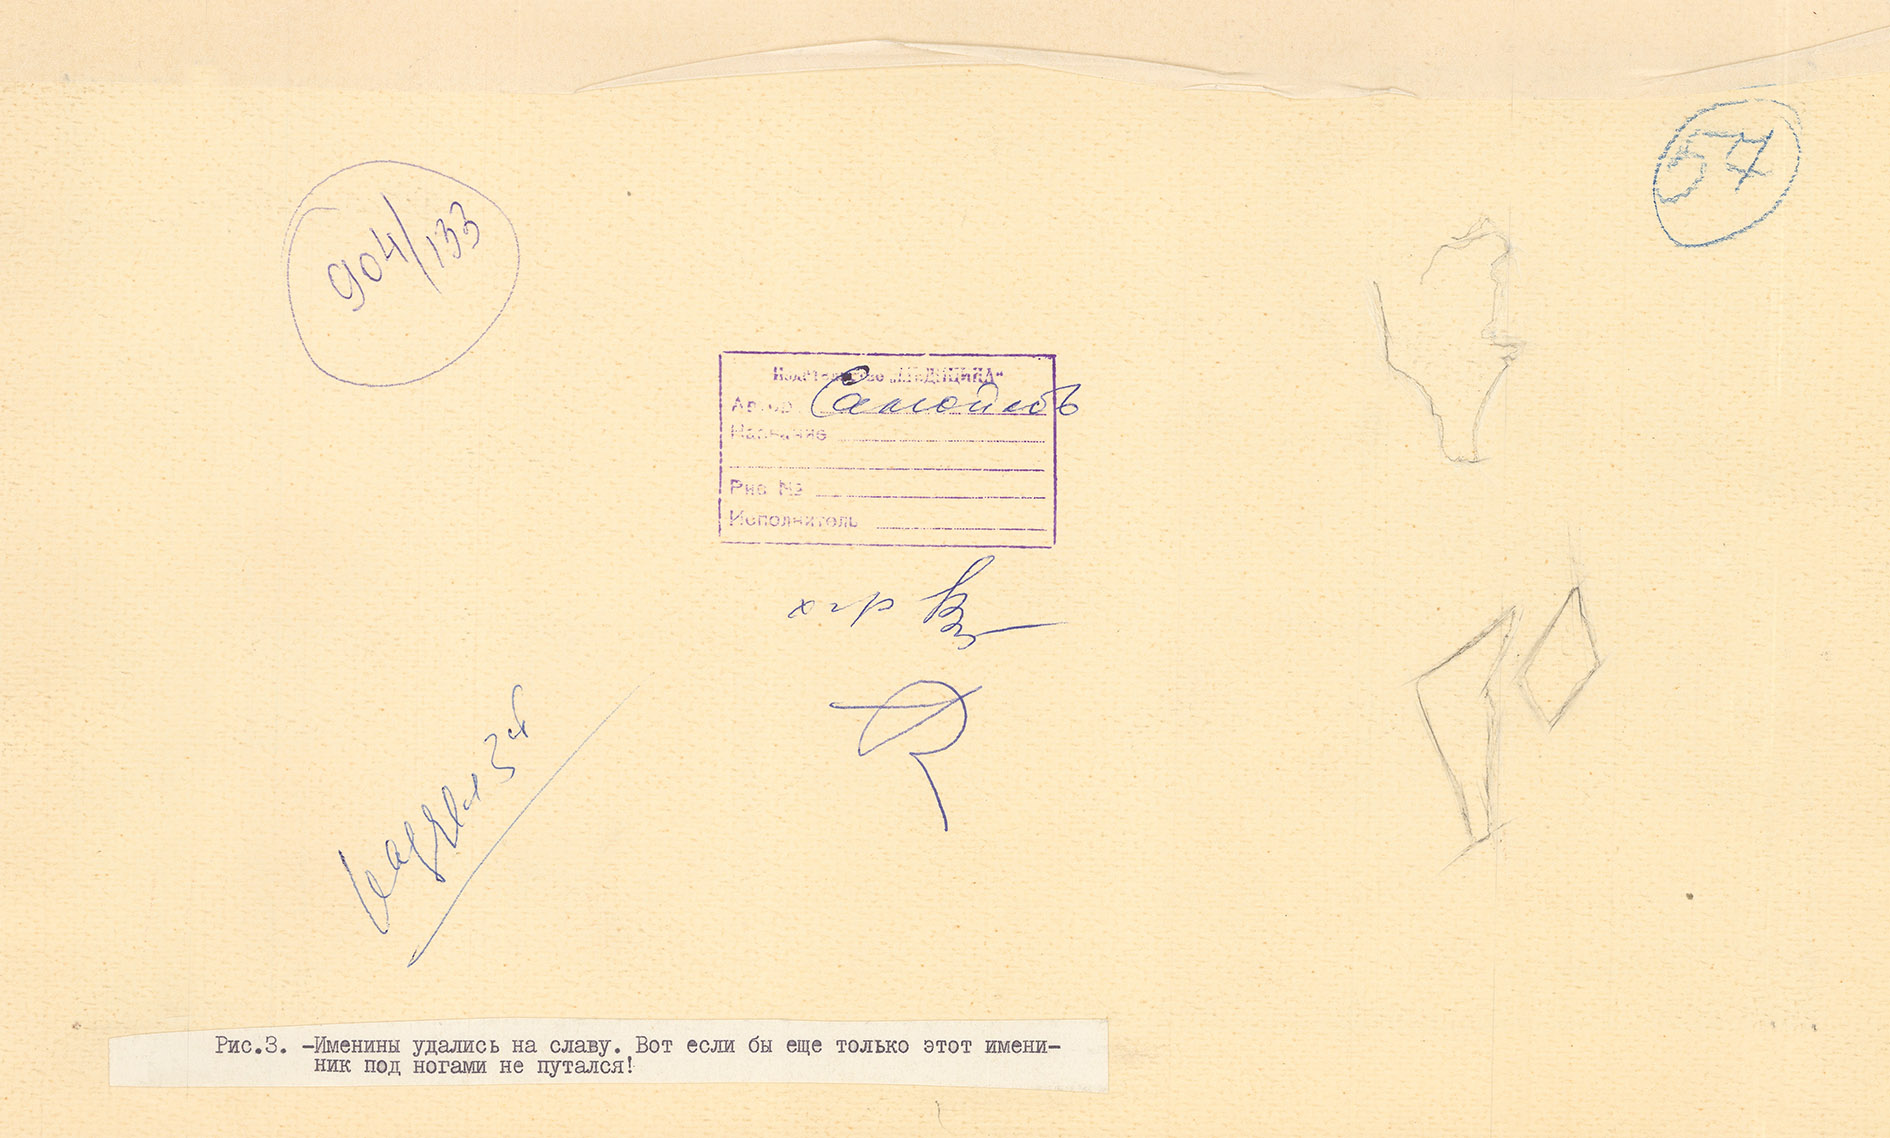 57
904/133
Издательство „МЕДИЦИНА"
Автор Самойлов
Название
Рис №
Исполнитель
хгр
Рис.3. -Именины удались на славу. Вот если бы еще только этот имени-
ник под ногами не путался!